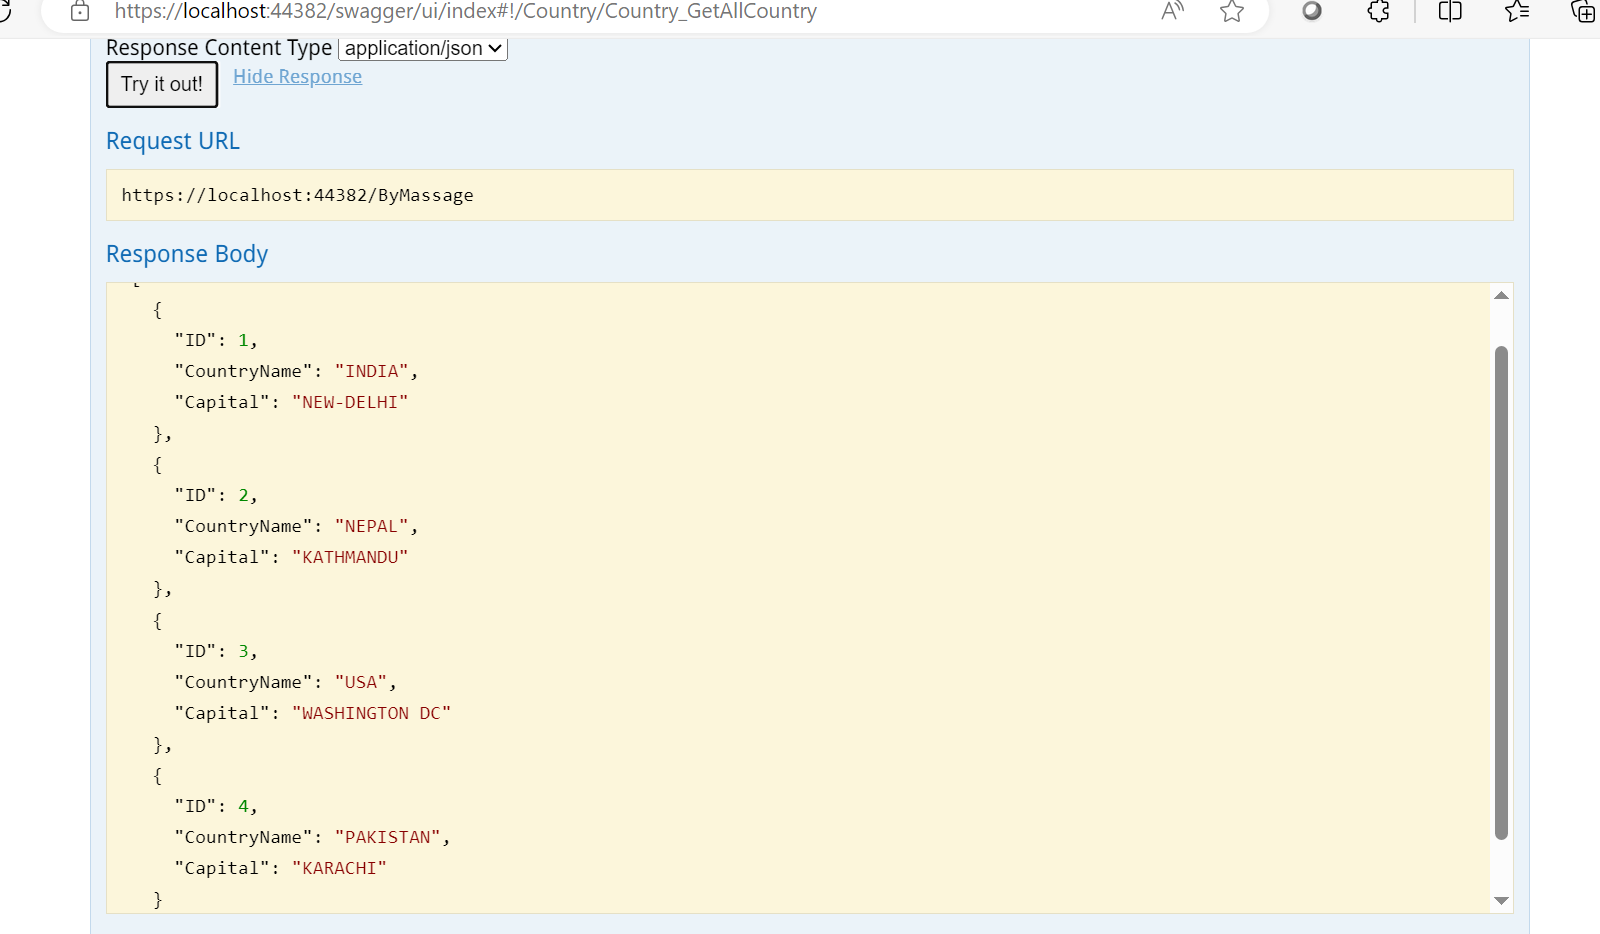 https://localhost:44382/swagger/ui/index#!/Country/Country_GetAllCountry
Response Content Type application/json
Try it out! Hide Response
Request URL
https://localhost:44382/ByMassage
Response Body
[
{
"ID": 1,
"CountryName": "INDIA",
"Capital": "NEW-DELHI"
},
{
"ID": 2,
"CountryName": "NEPAL",
"Capital": "KATHMANDU"
},
{
"ID": 3,
"CountryName": "USA",
"Capital": "WASHINGTON DC"
},
{
"ID": 4,
"CountryName": "PAKISTAN",
"Capital": "KARACHI"
}